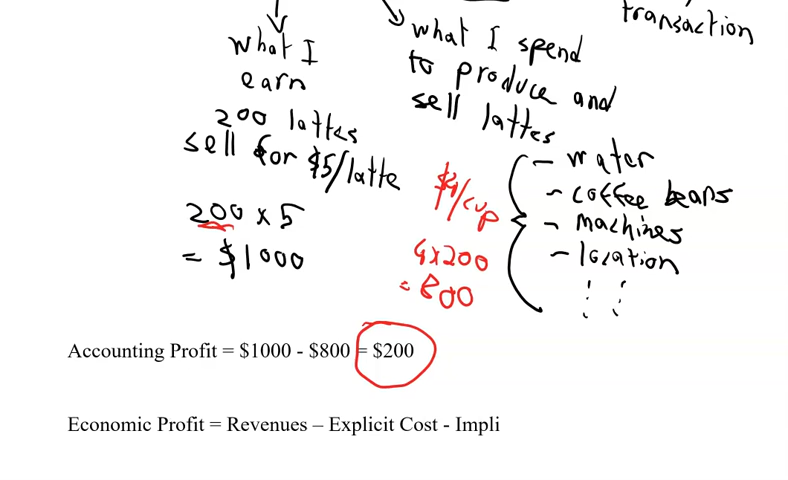 transaction
what I
earn
what I spend
to produce and
sell lattes
200 lattes
sell for $5/latte
200 x 5
= $1000
$4/cup
4x200
= 800
- water
- coffee beans
- machines
- location
Accounting Profit = $1000 - $800 = $200
Economic Profit = Revenues – Explicit Cost - Impli